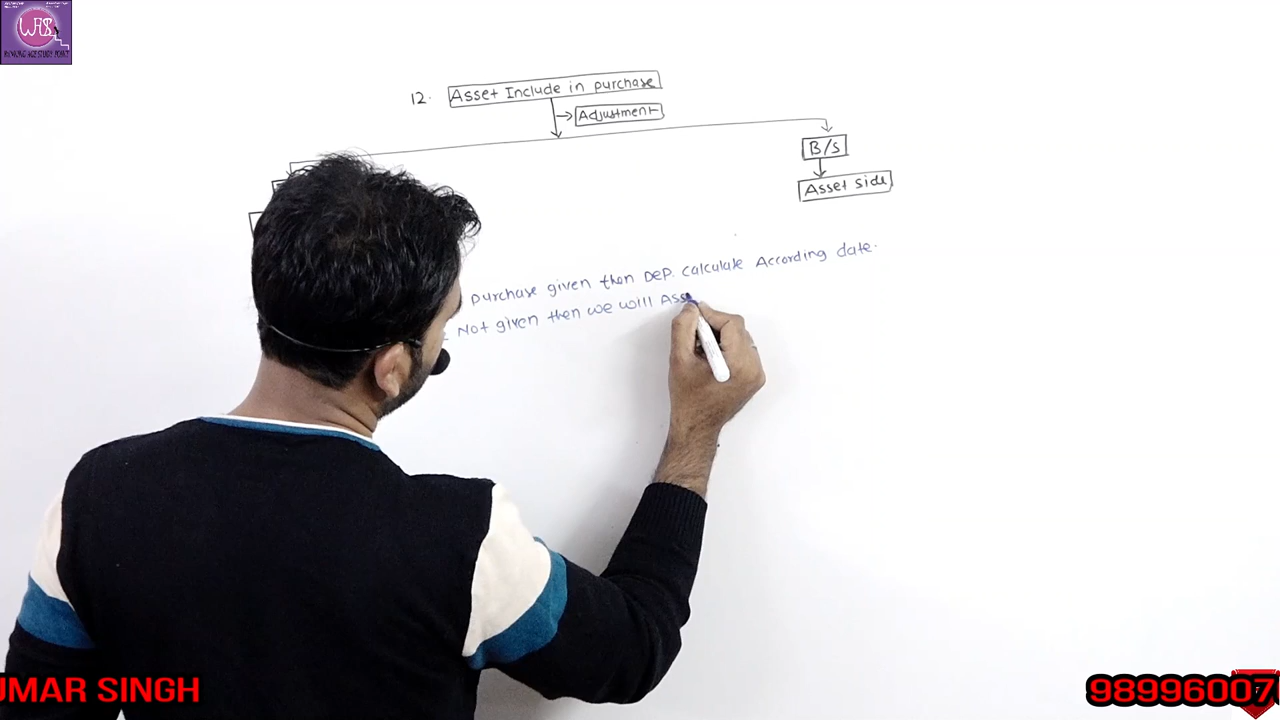 WAS
12. Asset Include in purchase
Adjustment
B/S
Asset side
purchase given then DEP. calculate According date.
Not given then we will Ass
UMAR SINGH
98996007